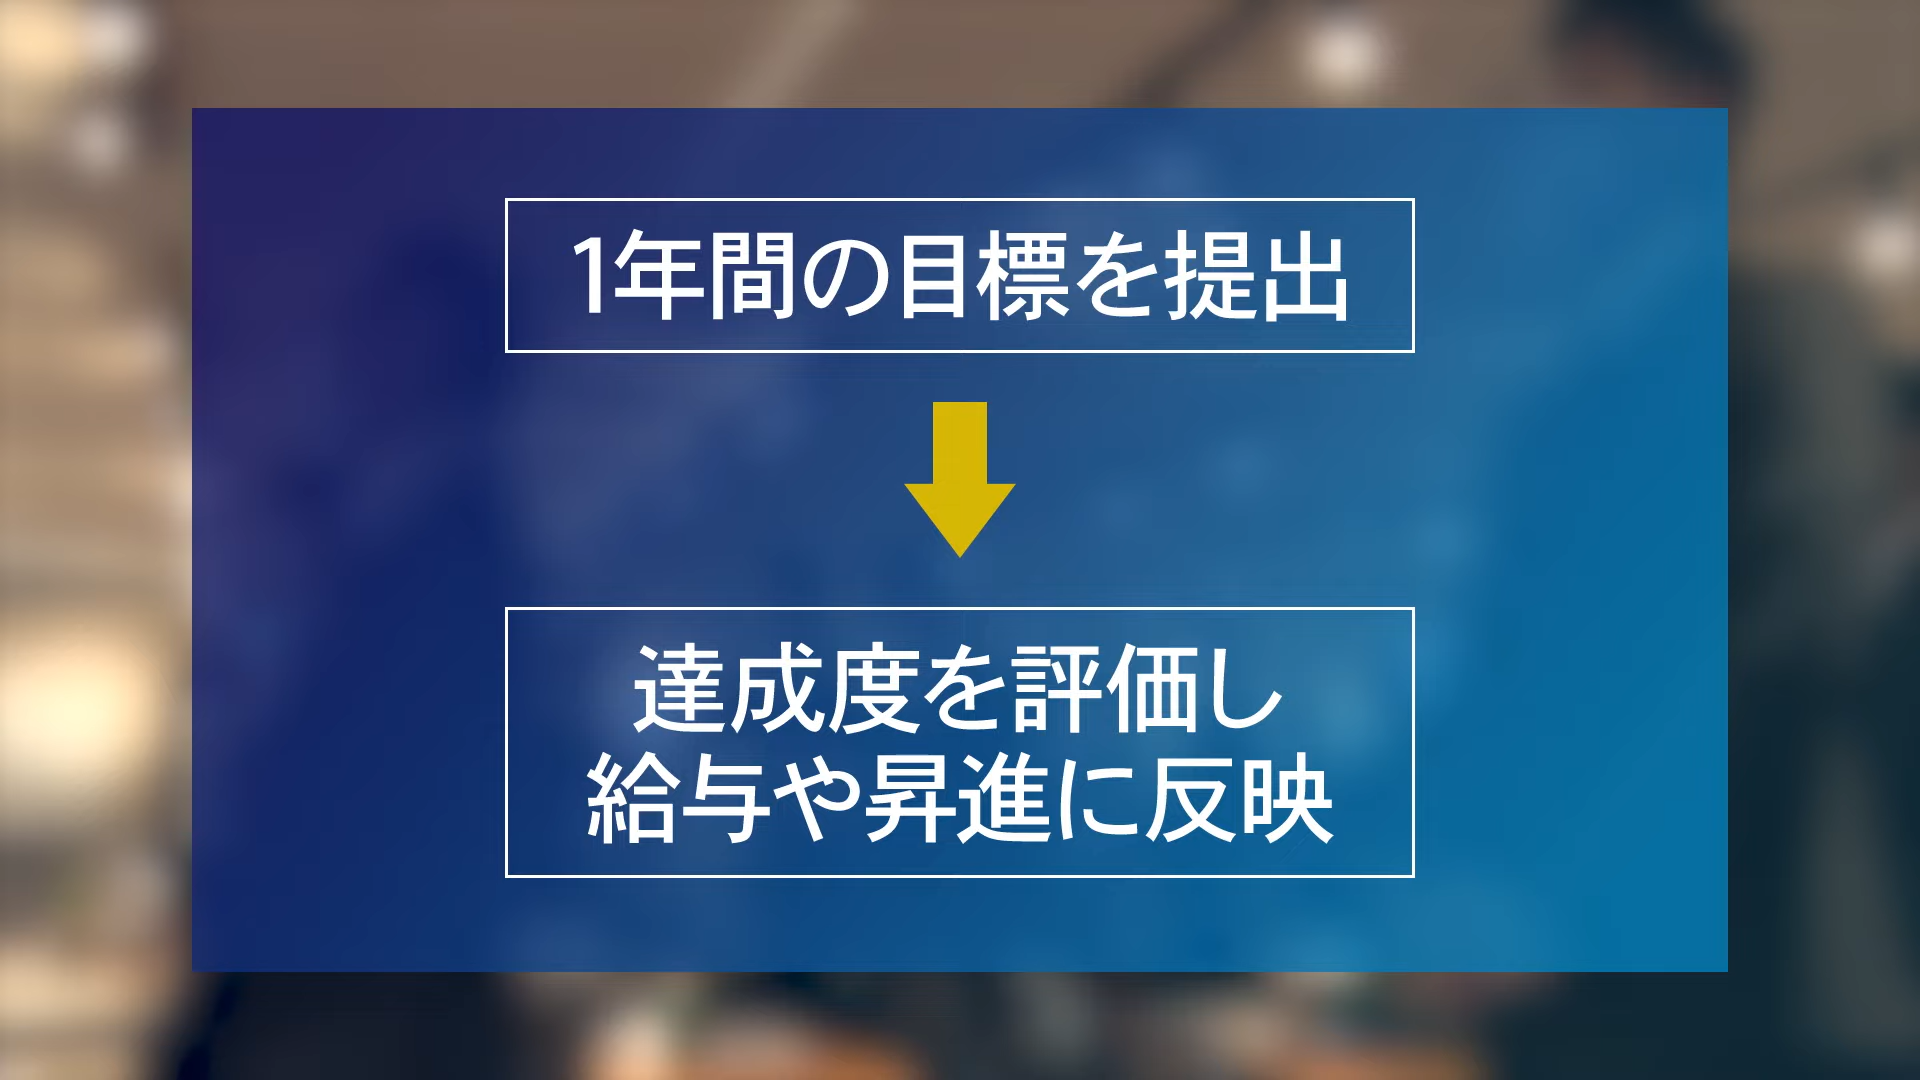 1年間の目標を提出
達成度を評価し
給与や昇進に反映